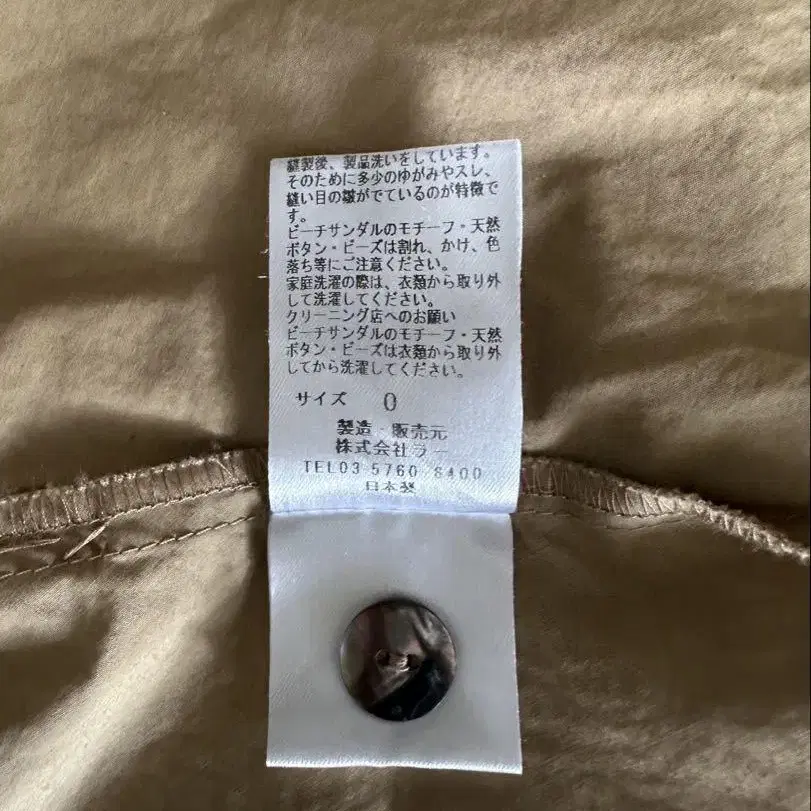 縫製後、製品洗いをしています。
そのために多少のゆがみやスレ、
縫い目の皺がでているのが特徴で
す。
ビーチサンダルのモチーフ・天然
ボタン・ビーズは割れ、かけ、色
落ち等にご注意ください。
家庭洗濯の際は、衣類から取り外
して洗濯してください。
クリーニング店へのお願い
ビーチサンダルのモチーフ・天然
ボタン・ビーズは衣類から取り外
してから洗濯してください。
サイズ 0
製造・販売元
株式会社ラー
TEL03 5760 8400
日本製